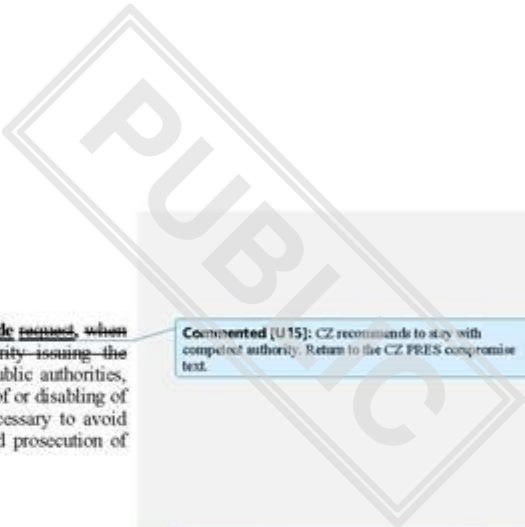 PUBLIC
de request, when
rity issuing the
ublic authorities,
of or disabling of
cessary to avoid
d prosecution of
Commented [U15]: CZ recommends to stay with
competent authority. Return to the CZ PRES compromise
text.